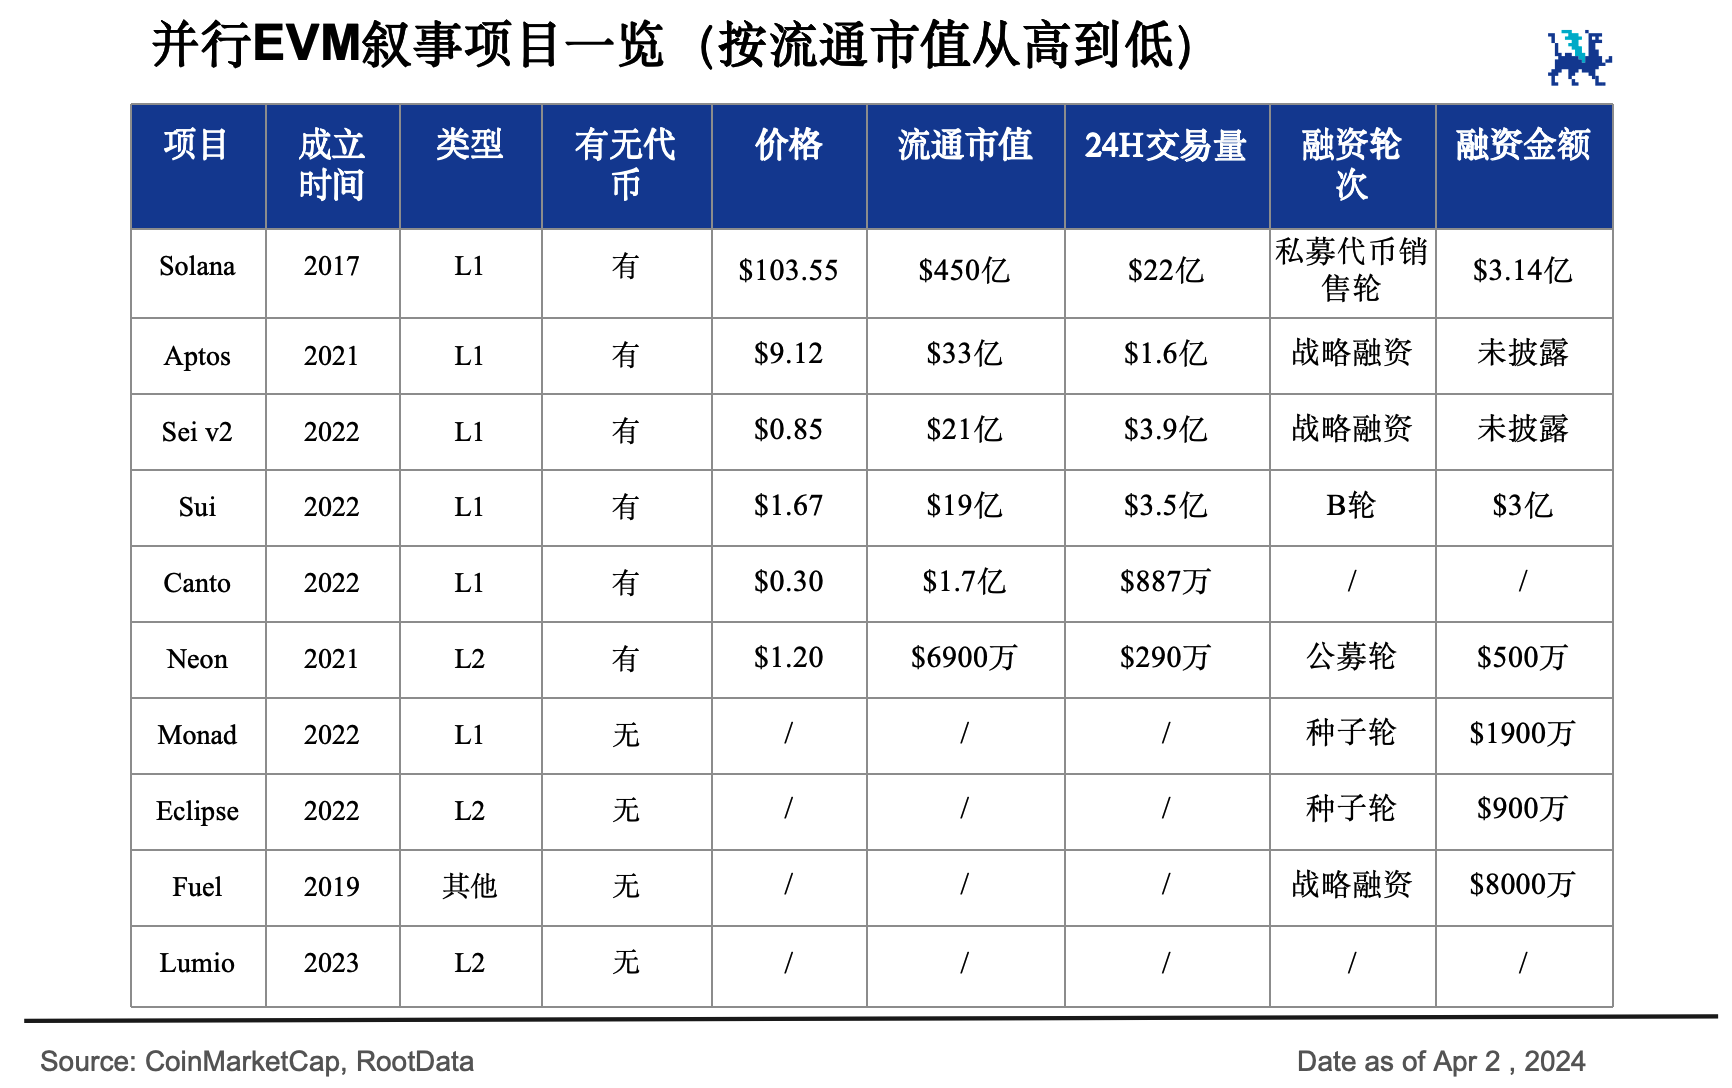 并行EVM叙事项目一览（按流通市值从高到低）
项目 成立时间 类型 有无代币 价格 流通市值 24H交易量 融资轮次 融资金额
Solana 2017 L1 有 $103.55 $450亿 $22亿 私募代币销售轮 $3.14亿
Aptos 2021 L1 有 $9.12 $33亿 $1.6亿 战略融资 未披露
Sei v2 2022 L1 有 $0.85 $21亿 $3.9亿 战略融资 未披露
Sui 2022 L1 有 $1.67 $19亿 $3.5亿 B轮 $3亿
Canto 2022 L1 有 $0.30 $1.7亿 $887万 / /
Neon 2021 L2 有 $1.20 $6900万 $290万 公募轮 $500万
Monad 2022 L1 无 / / / 种子轮 $1900万
Eclipse 2022 L2 无 / / / 种子轮 $900万
Fuel 2019 其他 无 / / / 战略融资 $8000万
Lumio 2023 L2 无 / / / / /
Source: CoinMarketCap, RootData
Date as of Apr 2 , 2024